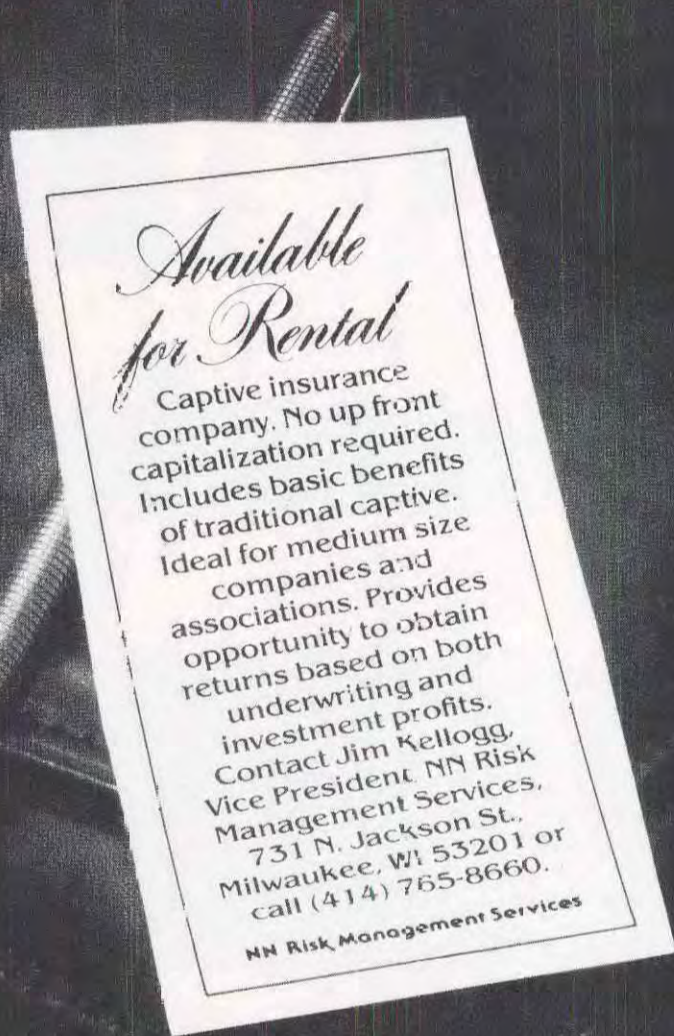 Available
for Rental
Captive insurance
company. No up front
capitalization required.
Includes basic benefits
of traditional captive.
Ideal for medium size
companies and
associations. Provides
opportunity to obtain
returns based on both
underwriting and
investment profits.
Contact Jim Kellogg,
Vice President, NN Risk
Management Services,
731 N. Jackson St.,
Milwaukee, WI 53201 or
call (414) 765-8660.
NN Risk Management Services